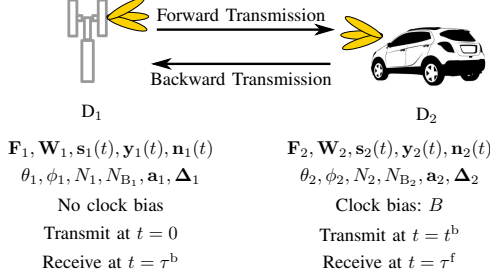 Forward Transmission
Backward Transmission
D₁
D₂
F₁, W₁, s₁(t), y₁(t), n₁(t)
F₂, W₂, s₂(t), y₂(t), n₂(t)
θ₁, ϕ₁, N₁, N_B₁, a₁, Δ₁
θ₂, ϕ₂, N₂, N_B₂, a₂, Δ₂
No clock bias
Clock bias: B
Transmit at t = 0
Transmit at t = tᵇ
Receive at t = τᵇ
Receive at t = τᶠ